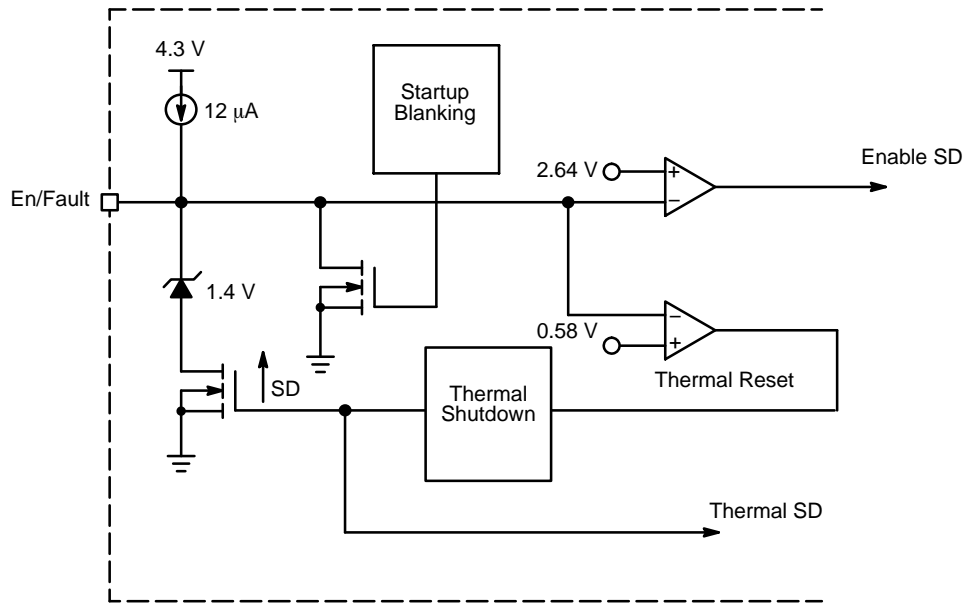 4.3 V
12 μA
Startup
Blanking
En/Fault
2.64 V
+
−
Enable SD
1.4 V
0.58 V
−
+
Thermal Reset
SD
Thermal
Shutdown
Thermal SD